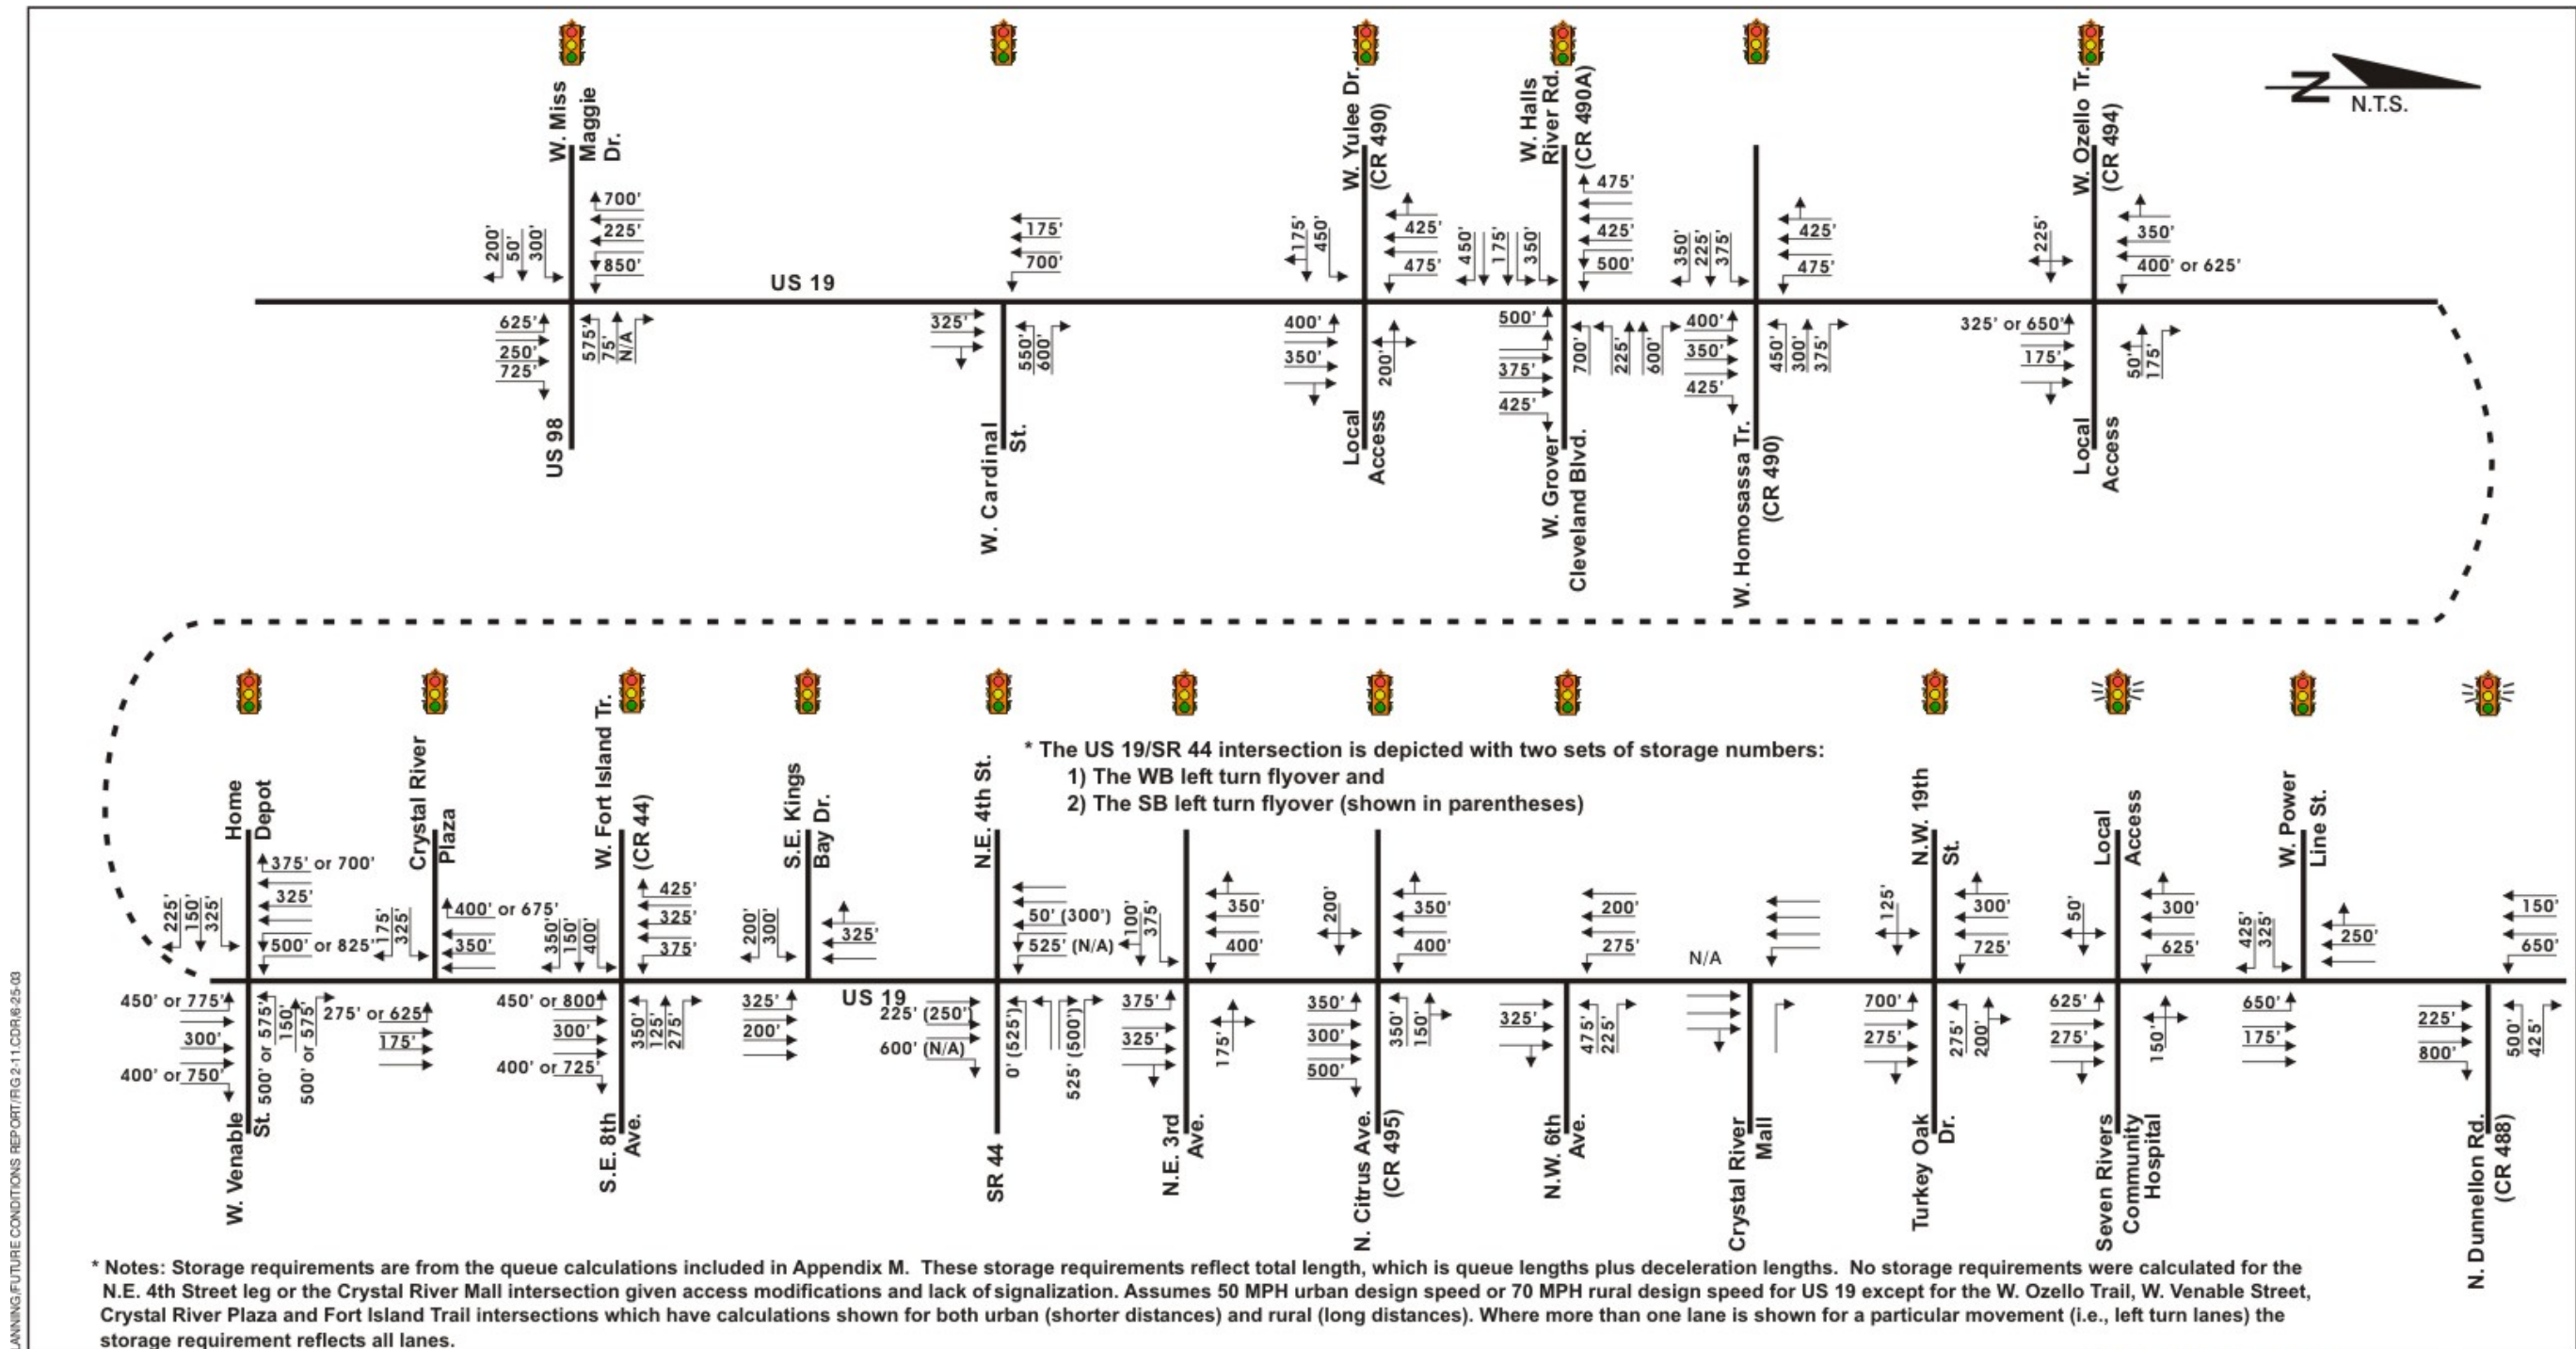 N
N.T.S.
W. Miss
Maggie
Dr.
200'
50'
300'
700'
225'
850'
US 19
625'
250'
725'
575'
75'
N/A
US 98
175'
700'
325'
550'
600'
W. Cardinal
St.
W. Yulee Dr.
(CR 490)
175'
450'
425'
475'
400'
350'
200'
Local
Access
W. Halls
River Rd.
(CR 490A)
450'
175'
350'
475'
425'
500'
500'
375'
425'
700'
225'
600'
W. Grover
Cleveland Blvd.
350'
225'
375'
425'
475'
400'
350'
425'
450'
300'
375'
W. Homosassa Tr.
(CR 490)
W. Ozello Tr.
(CR 494)
225'
350'
400' or 625'
325' or 650'
175'
50'
175'
Local
Access
* The US 19/SR 44 intersection is depicted with two sets of storage numbers:
1) The WB left turn flyover and
2) The SB left turn flyover (shown in parentheses)
Home
Depot
225'
150'
325'
375' or 700'
325'
500' or 825'
450' or 775'
300'
400' or 750'
500' or 575'
150'
500' or 575'
W. Venable
St.
Crystal River
Plaza
175'
325'
400' or 675'
350'
275' or 625'
175'
W. Fort Island Tr.
(CR 44)
350'
150'
400'
425'
325'
375'
450' or 800'
300'
400' or 725'
350'
125'
275'
S.E. 8th
Ave.
S.E. Kings
Bay Dr.
200'
300'
325'
325'
200'
US 19
N.E. 4th St.
50' (300')
525' (N/A)
225' (250')
600' (N/A)
0' (525')
525' (500')
SR 44
100'
375'
350'
400'
375'
325'
175'
N.E. 3rd
Ave.
200'
350'
400'
350'
300'
500'
350'
150'
N. Citrus Ave.
(CR 495)
200'
275'
325'
475'
225'
N.W. 6th
Ave.
N/A
Crystal River
Mall
N.W. 19th
St.
125'
300'
725'
700'
275'
275'
200'
Turkey Oak
Dr.
Local
Access
50'
300'
625'
625'
275'
150'
Seven Rivers
Community
Hospital
W. Power
Line St.
425'
325'
250'
650'
175'
150'
650'
225'
800'
500'
425'
N. Dunnellon Rd.
(CR 488)
* Notes: Storage requirements are from the queue calculations included in Appendix M. These storage requirements reflect total length, which is queue lengths plus deceleration lengths. No storage requirements were calculated for the
N.E. 4th Street leg or the Crystal River Mall intersection given access modifications and lack of signalization. Assumes 50 MPH urban design speed or 70 MPH rural design speed for US 19 except for the W. Ozello Trail, W. Venable Street,
Crystal River Plaza and Fort Island Trail intersections which have calculations shown for both urban (shorter distances) and rural (long distances). Where more than one lane is shown for a particular movement (i.e., left turn lanes) the
storage requirement reflects all lanes.
LANNING/FUTURE CONDITIONS REPORT/FIG 2-11.CDR/6-25-03